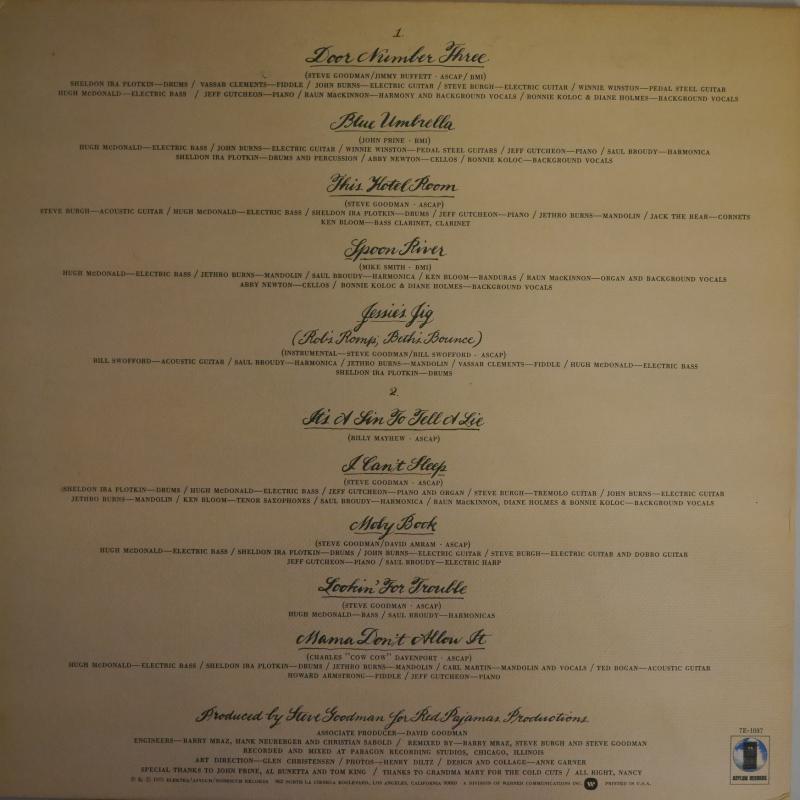 1.
Door Number Three
(STEVE GOODMAN/JIMMY BUFFETT - ASCAP/BMI)
SHELDON IRA PLOTKIN—DRUMS / VASSAR CLEMENTS—FIDDLE / JOHN BURNS—ELECTRIC GUITAR / STEVE BURGH—ELECTRIC GUITAR / WINNIE WINSTON—PEDAL STEEL GUITAR
HUGH McDONALD—ELECTRIC BASS / JEFF GUTCHEON—PIANO / RAUN MacKINNON—HARMONY AND BACKGROUND VOCALS / BONNIE KOLOC & DIANE HOLMES—BACKGROUND VOCALS
Blue Umbrella
(JOHN PRINE - BMI)
HUGH McDONALD—ELECTRIC BASS / JOHN BURNS—ELECTRIC GUITAR / WINNIE WINSTON—PEDAL STEEL GUITARS / JEFF GUTCHEON—PIANO / SAUL BROUDY—HARMONICA
SHELDON IRA PLOTKIN—DRUMS AND PERCUSSION / ABBY NEWTON—CELLOS / BONNIE KOLOC—BACKGROUND VOCALS
This Hotel Room
(STEVE GOODMAN - ASCAP)
STEVE BURGH—ACOUSTIC GUITAR / HUGH McDONALD—ELECTRIC BASS / SHELDON IRA PLOTKIN—DRUMS / JEFF GUTCHEON—PIANO / JETHRO BURNS—MANDOLIN / JACK THE BEAR—CORNETS
KEN BLOOM—BASS CLARINET, CLARINET
Spoon River
(MIKE SMITH - BMI)
HUGH McDONALD—ELECTRIC BASS / JETHRO BURNS—MANDOLIN / SAUL BROUDY—HARMONICA / KEN BLOOM—BANDURAS / RAUN MacKINNON—ORGAN AND BACKGROUND VOCALS
ABBY NEWTON—CELLOS / BONNIE KOLOC & DIANE HOLMES—BACKGROUND VOCALS
Jessie's Jig
(Rob's Romp, Beth's Bounce)
(INSTRUMENTAL—STEVE GOODMAN/BILL SWOFFORD - ASCAP)
BILL SWOFFORD—ACOUSTIC GUITAR / SAUL BROUDY—HARMONICA / JETHRO BURNS—MANDOLIN / VASSAR CLEMENTS—FIDDLE / HUGH McDONALD—ELECTRIC BASS
SHELDON IRA PLOTKIN—DRUMS
2.
It's A Sin To Tell A Lie
(BILLY MAYHEW - ASCAP)
I Can't Sleep
(STEVE GOODMAN - ASCAP)
SHELDON IRA PLOTKIN—DRUMS / HUGH McDONALD—ELECTRIC BASS / JEFF GUTCHEON—PIANO AND ORGAN / STEVE BURGH—TREMOLO GUITAR / JOHN BURNS—ELECTRIC GUITAR
JETHRO BURNS—MANDOLIN / KEN BLOOM—TENOR SAXOPHONES / SAUL BROUDY—HARMONICA / RAUN MacKINNON, DIANE HOLMES & BONNIE KOLOC—BACKGROUND VOCALS
Moby Book
(STEVE GOODMAN/DAVID AMRAM - ASCAP)
HUGH McDONALD—ELECTRIC BASS / SHELDON IRA PLOTKIN—DRUMS / JOHN BURNS—ELECTRIC GUITAR / STEVE BURGH—ELECTRIC GUITAR AND DOBRO GUITAR
JEFF GUTCHEON—PIANO / SAUL BROUDY—ELECTRIC HARP
Lookin' For Trouble
(STEVE GOODMAN - ASCAP)
HUGH McDONALD—BASS / SAUL BROUDY—HARMONICAS
Mama Don't Allow It
(CHARLES "COW COW" DAVENPORT - ASCAP)
HUGH McDONALD—ELECTRIC BASS / SHELDON IRA PLOTKIN—DRUMS / JETHRO BURNS—MANDOLIN / CARL MARTIN—MANDOLIN AND VOCALS / TED BOGAN—ACOUSTIC GUITAR
HOWARD ARMSTRONG—FIDDLE / JEFF GUTCHEON—PIANO
Produced by Steve Goodman for Red Pajamas Productions
ASSOCIATE PRODUCER—DAVID GOODMAN
ENGINEERS—BARRY MRAZ, HANK NEUBERGER AND CHRISTIAN SABOLD / REMIXED BY—BARRY MRAZ, STEVE BURGH AND STEVE GOODMAN
RECORDED AND MIXED AT PARAGON RECORDING STUDIOS, CHICAGO, ILLINOIS
ART DIRECTION—GLEN CHRISTENSEN / PHOTOS—HENRY DILTZ / DESIGN AND COLLAGE—ANNE GARNER
SPECIAL THANKS TO JOHN PRINE, AL BUNETTA AND TOM KING / THANKS TO GRANDMA MARY FOR THE COLD CUTS / ALL RIGHT, NANCY
℗ & © 1975 ELEKTRA/ASYLUM/NONESUCH RECORDS 962 NORTH LA CIENEGA BOULEVARD, LOS ANGELES, CALIFORNIA 90069 A DIVISION OF WARNER COMMUNICATIONS INC. PRINTED IN U.S.A.
7E-1037
ASYLUM RECORDS